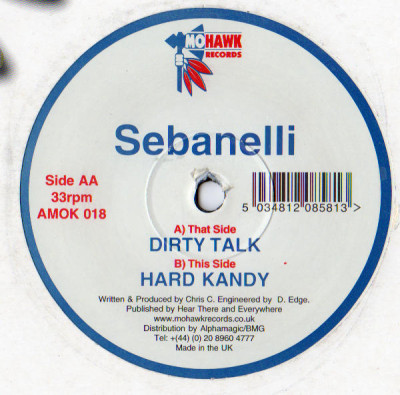 MOHAWK
RECORDS
Sebanelli
Side AA
33rpm
AMOK 018
5 034812 085813 >
A) That Side
DIRTY TALK
B) This Side
HARD KANDY
Written & Produced by Chris C. Engineered by D. Edge.
Published by Hear There and Everywhere
www.mohawkrecords.co.uk
Distribution by Alphamagic/BMG
Tel: +(44) (0) 20 8960 4777
Made in the UK